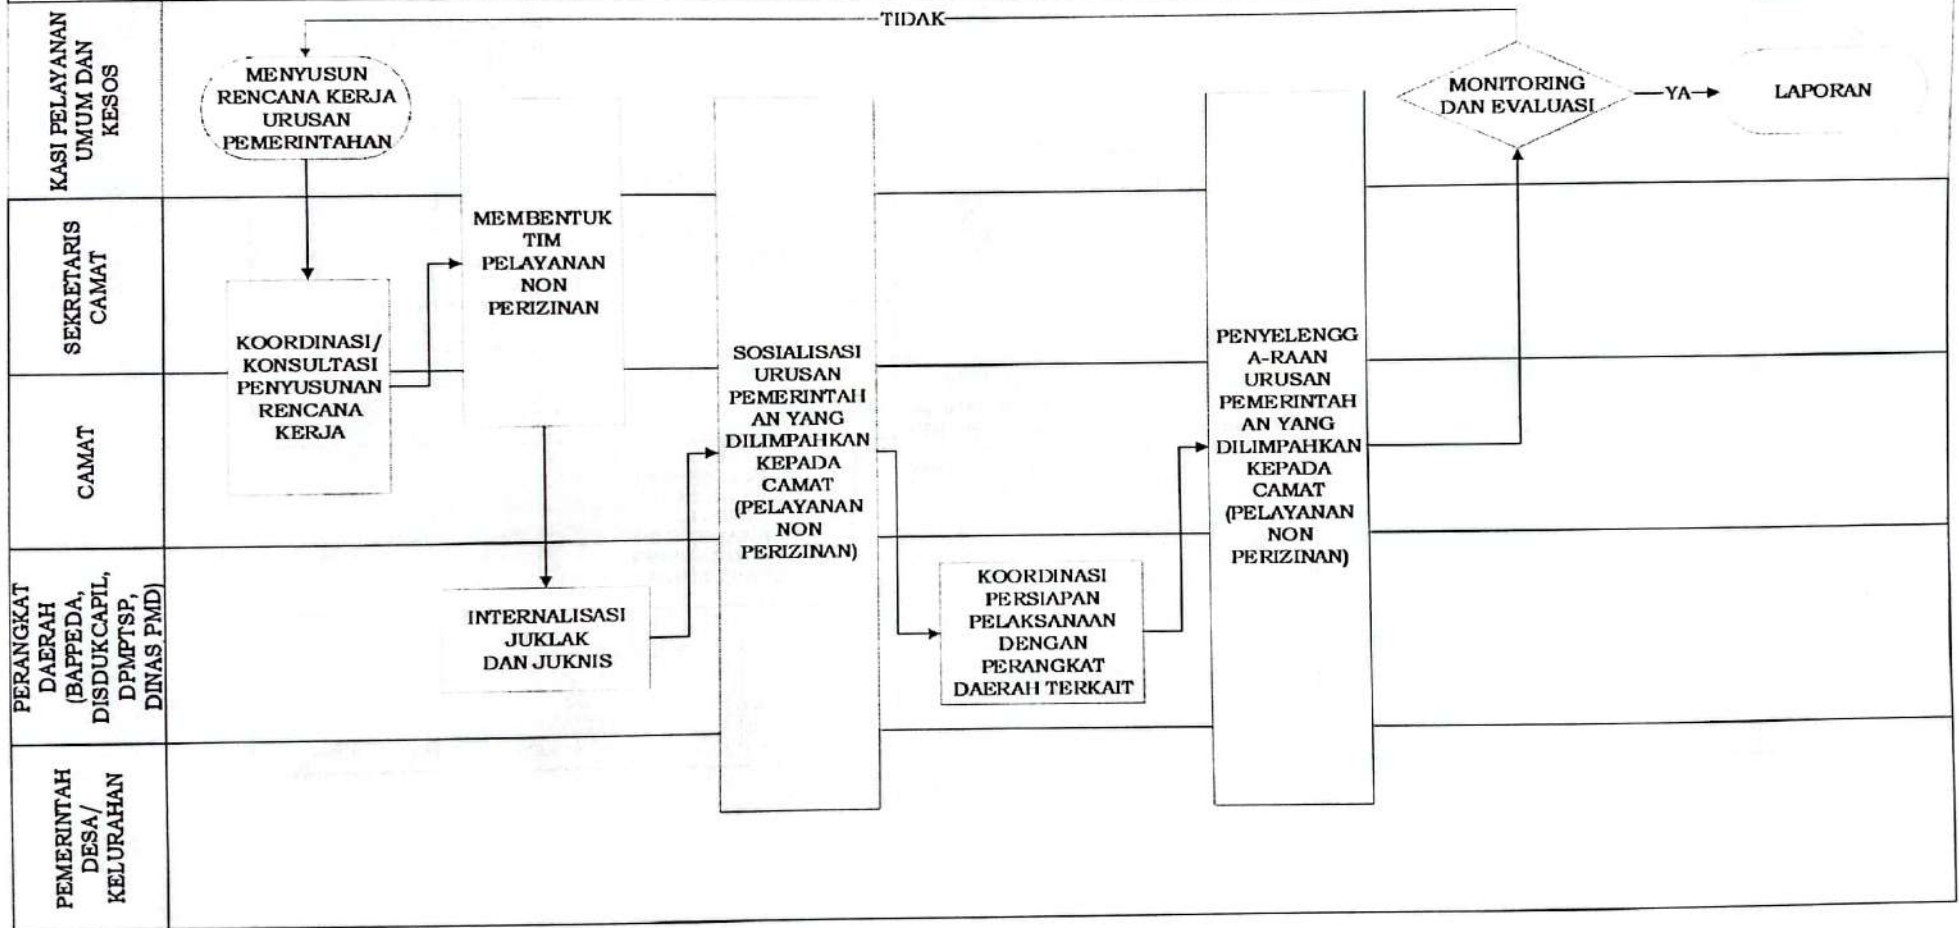 TIDAK
KASI PELAYANAN
UMUM DAN
KESOS
MENYUSUN
RENCANA KERJA
URUSAN
PEMERINTAHAN
MONITORING
DAN EVALUASI
YA
LAPORAN
SEKRETARIS
CAMAT
MEMBENTUK
TIM
PELAYANAN
NON
PERIZINAN
KOORDINASI/
KONSULTASI
PENYUSUNAN
RENCANA
KERJA
CAMAT
SOSIALISASI
URUSAN
PEMERINTAH
AN YANG
DILIMPAHKAN
KEPADA
CAMAT
(PELAYANAN
NON
PERIZINAN)
PENYELENGG
A-RAAN
URUSAN
PEMERINTAH
AN YANG
DILIMPAHKAN
KEPADA
CAMAT
(PELAYANAN
NON
PERIZINAN)
PERANGKAT
DAERAH
(BAPPEDA,
DISDUKCAPIL,
DPMPTSP,
DINAS PMD)
INTERNALISASI
JUKLAK
DAN JUKNIS
KOORDINASI
PERSIAPAN
PELAKSANAAN
DENGAN
PERANGKAT
DAERAH TERKAIT
PEMERINTAH
DESA/
KELURAHAN